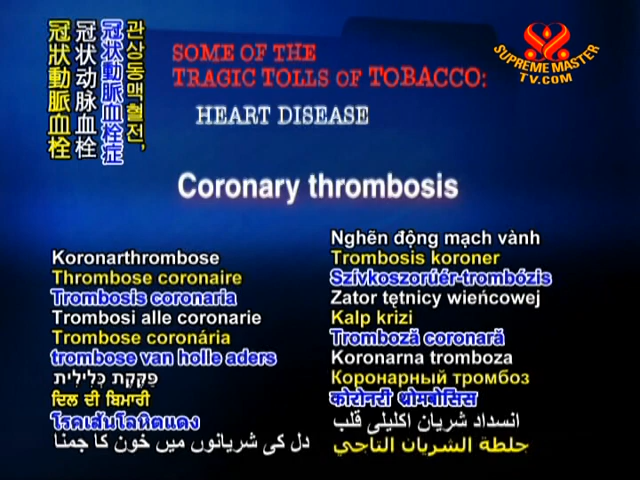 冠狀動脈血栓
冠状动脉血栓
冠状動脈血栓症
관상동맥혈전,
SOME OF THE
TRAGIC TOLLS OF TOBACCO:
HEART DISEASE
SUPREME MASTER
TV.COM
Coronary thrombosis
Koronarthrombose
Thrombose coronaire
Trombosis coronaria
Trombosi alle coronarie
Trombose coronária
trombose van holle aders
פַּקֶּקֶת כְּלִילִית
ਦਿਲ ਦੀ ਬਿਮਾਰੀ
โรคเส้นโลหิตแดง
دل کی شریانوں میں خون کا جمنا
Nghẽn động mạch vành
Trombosis koroner
Szívkoszorúér-trombózis
Zator tętnicy wieńcowej
Kalp krizi
Tromboză coronară
Koronarna tromboza
Коронарный тромбоз
कोरोनरी थ्रोमबोसिस
انسداد شریان اکلیلی قلب
جلطة الشريان التاجي